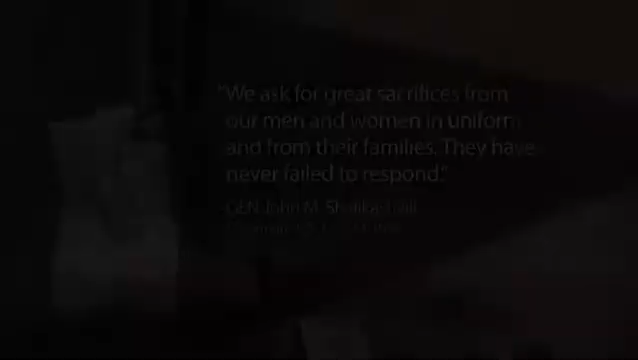 "We ask for great sacrifices from
our men and women in uniform
and from their families. They have
never failed to respond."
GEN John M.